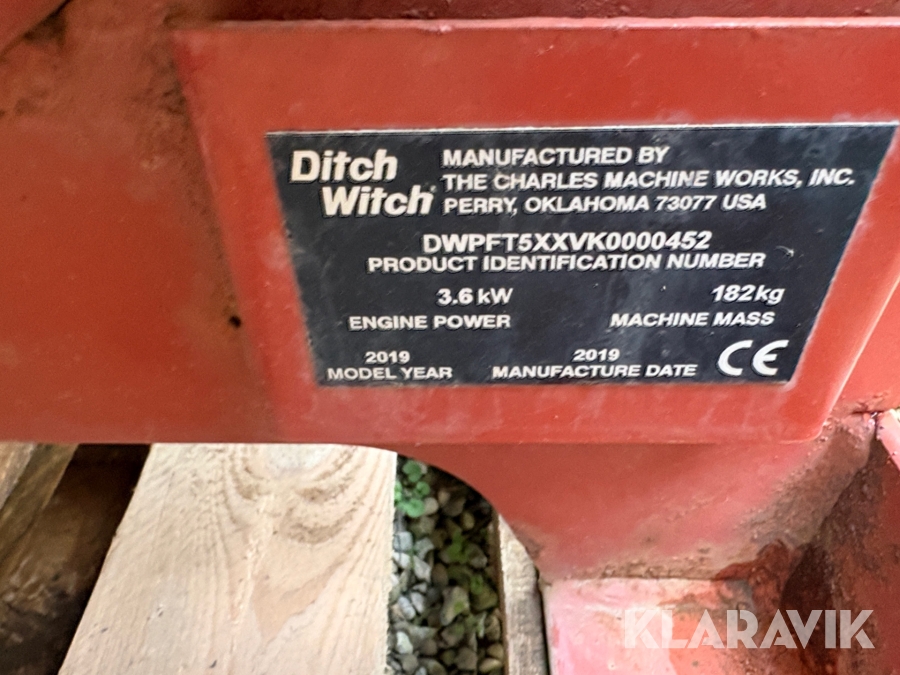 Ditch Witch®
MANUFACTURED BY
THE CHARLES MACHINE WORKS, INC.
PERRY, OKLAHOMA 73077 USA
DWPFT5XXVK0000452
PRODUCT IDENTIFICATION NUMBER
3.6 kW 182kg
ENGINE POWER MACHINE MASS
2019 2019
MODEL YEAR MANUFACTURE DATE CE
KLARAVIK